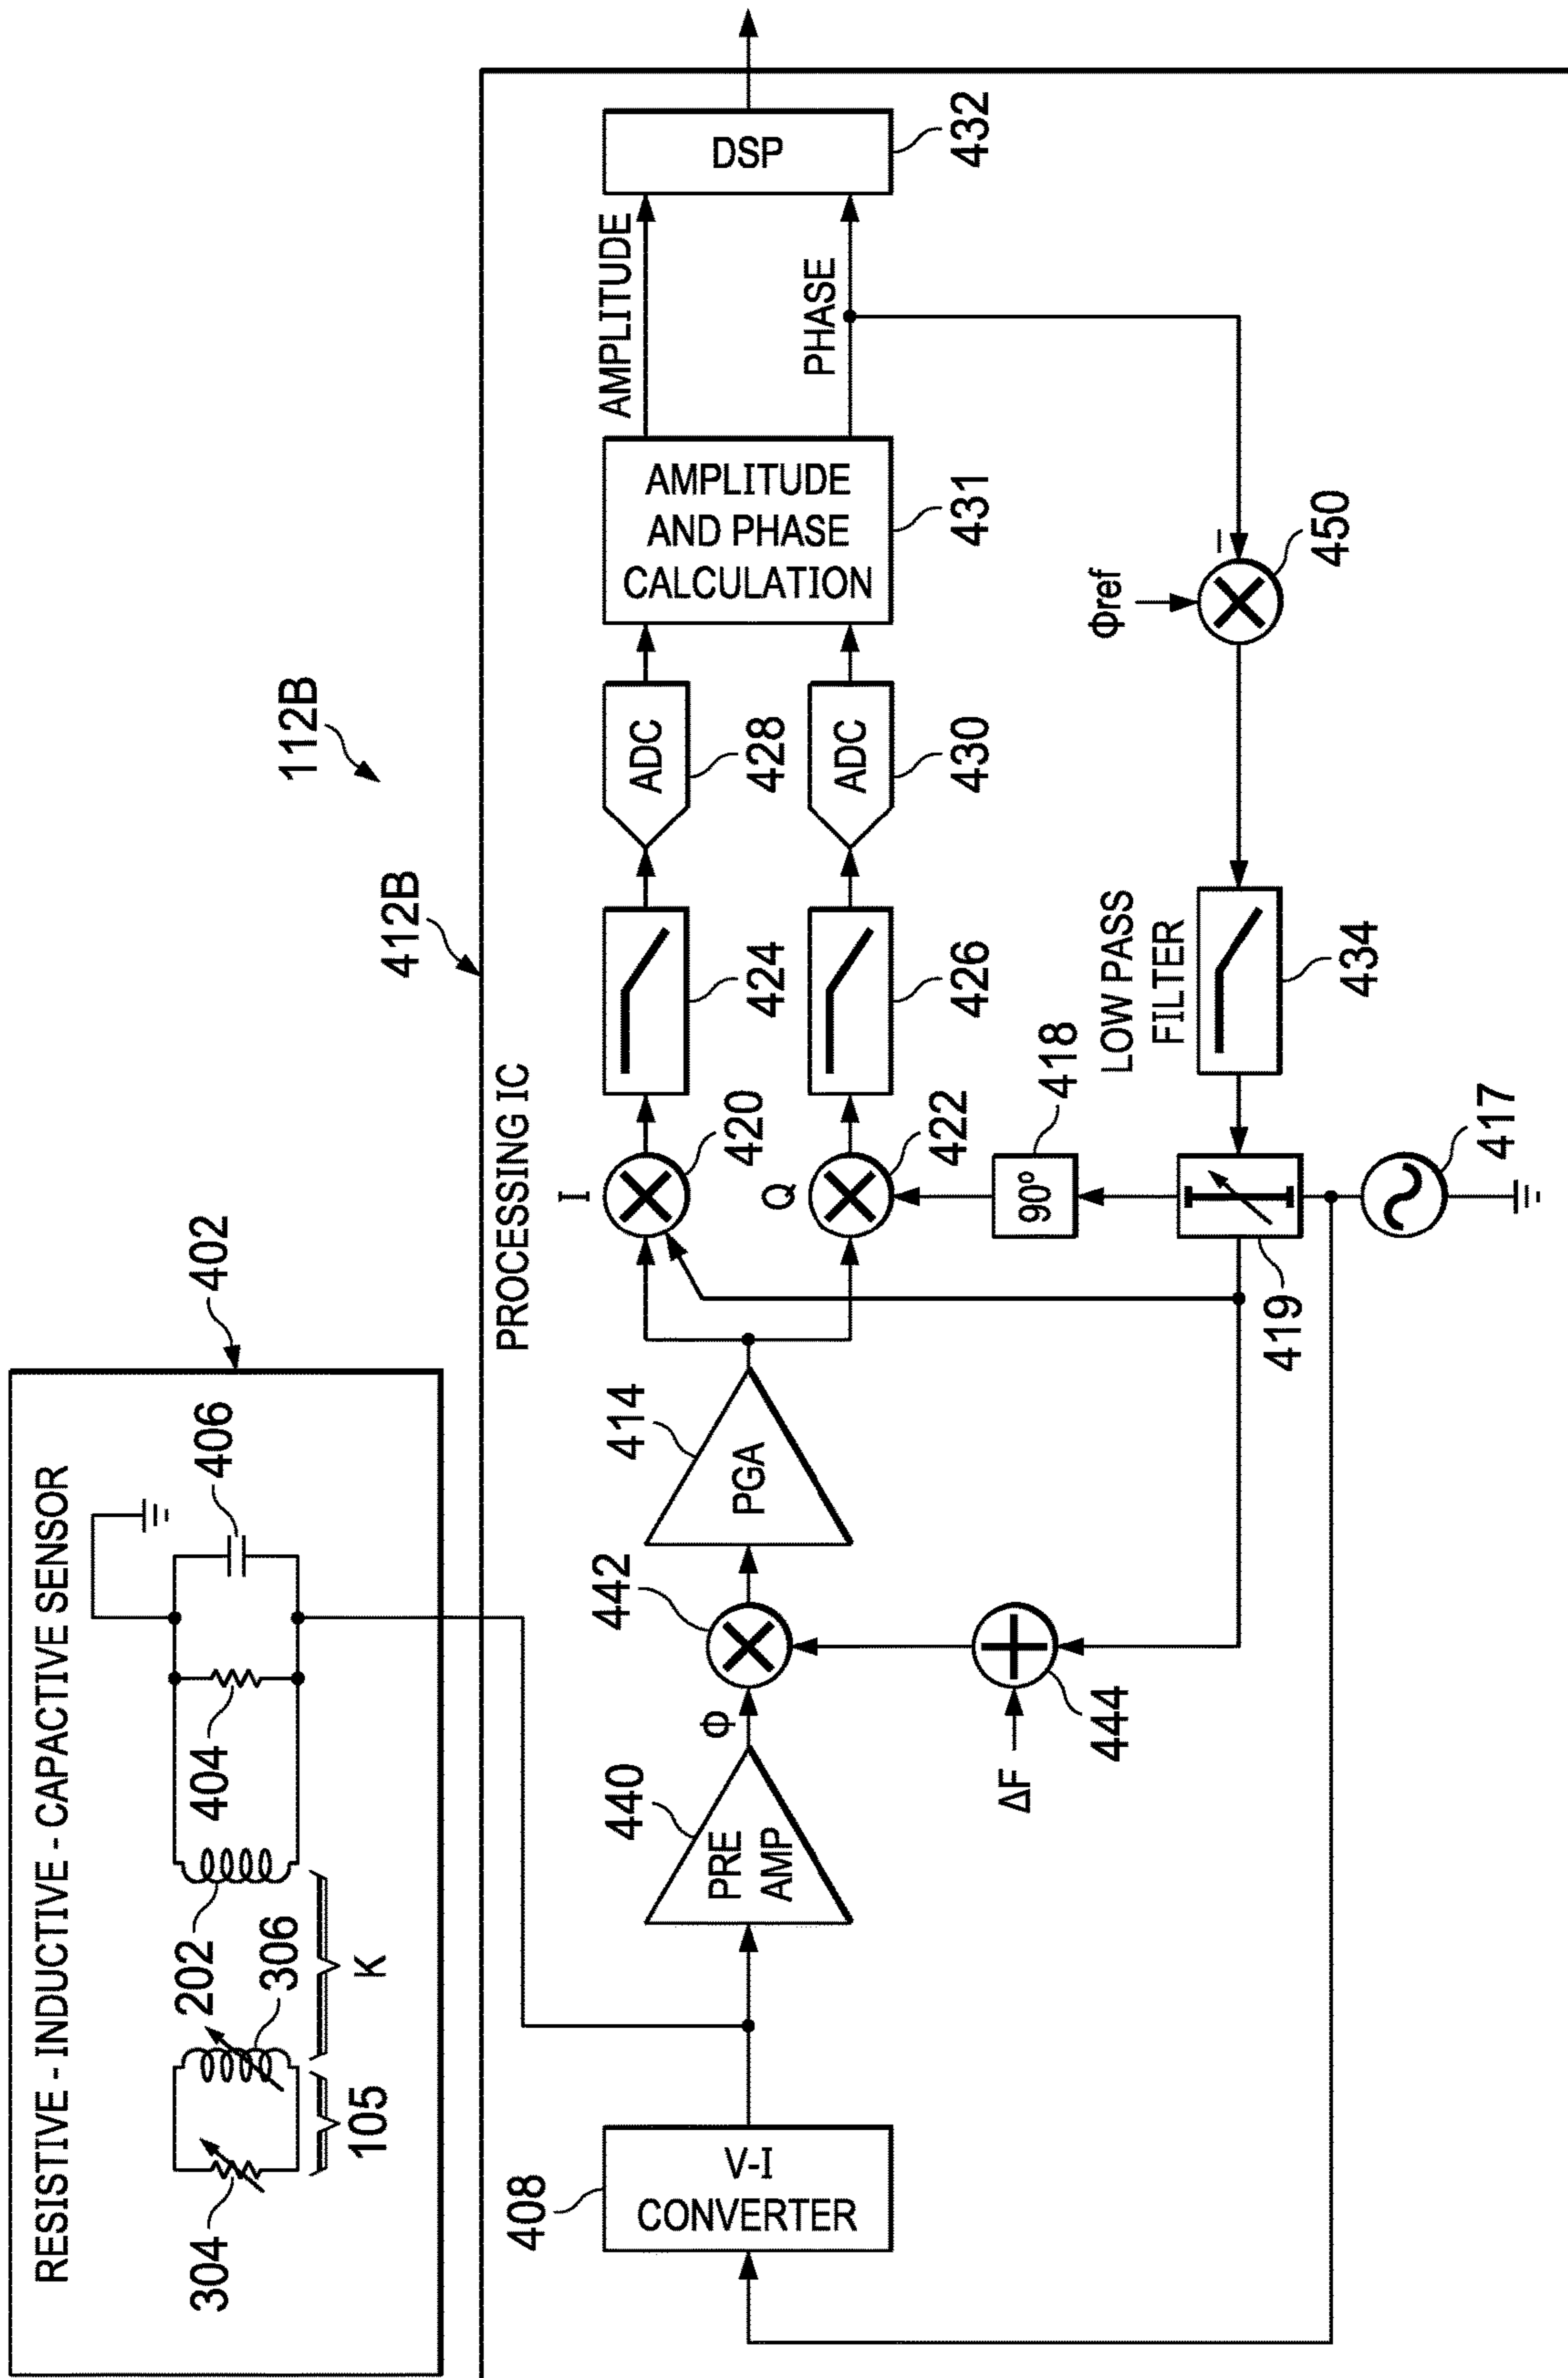 112B
RESISTIVE - INDUCTIVE - CAPACTIVE SENSOR
402
304
105
306
202
K
404
406
412B
PROCESSING IC
408
V-I
CONVERTER
440
PRE
AMP
Φ
442
ΔF
444
414
PGA
I
420
Q
422
418
90°
419
417
424
426
LOW PASS
FILTER
434
ADC
428
ADC
430
AMPLITUDE
AND PHASE
CALCULATION
431
Φref
–
450
AMPLITUDE
PHASE
DSP
432